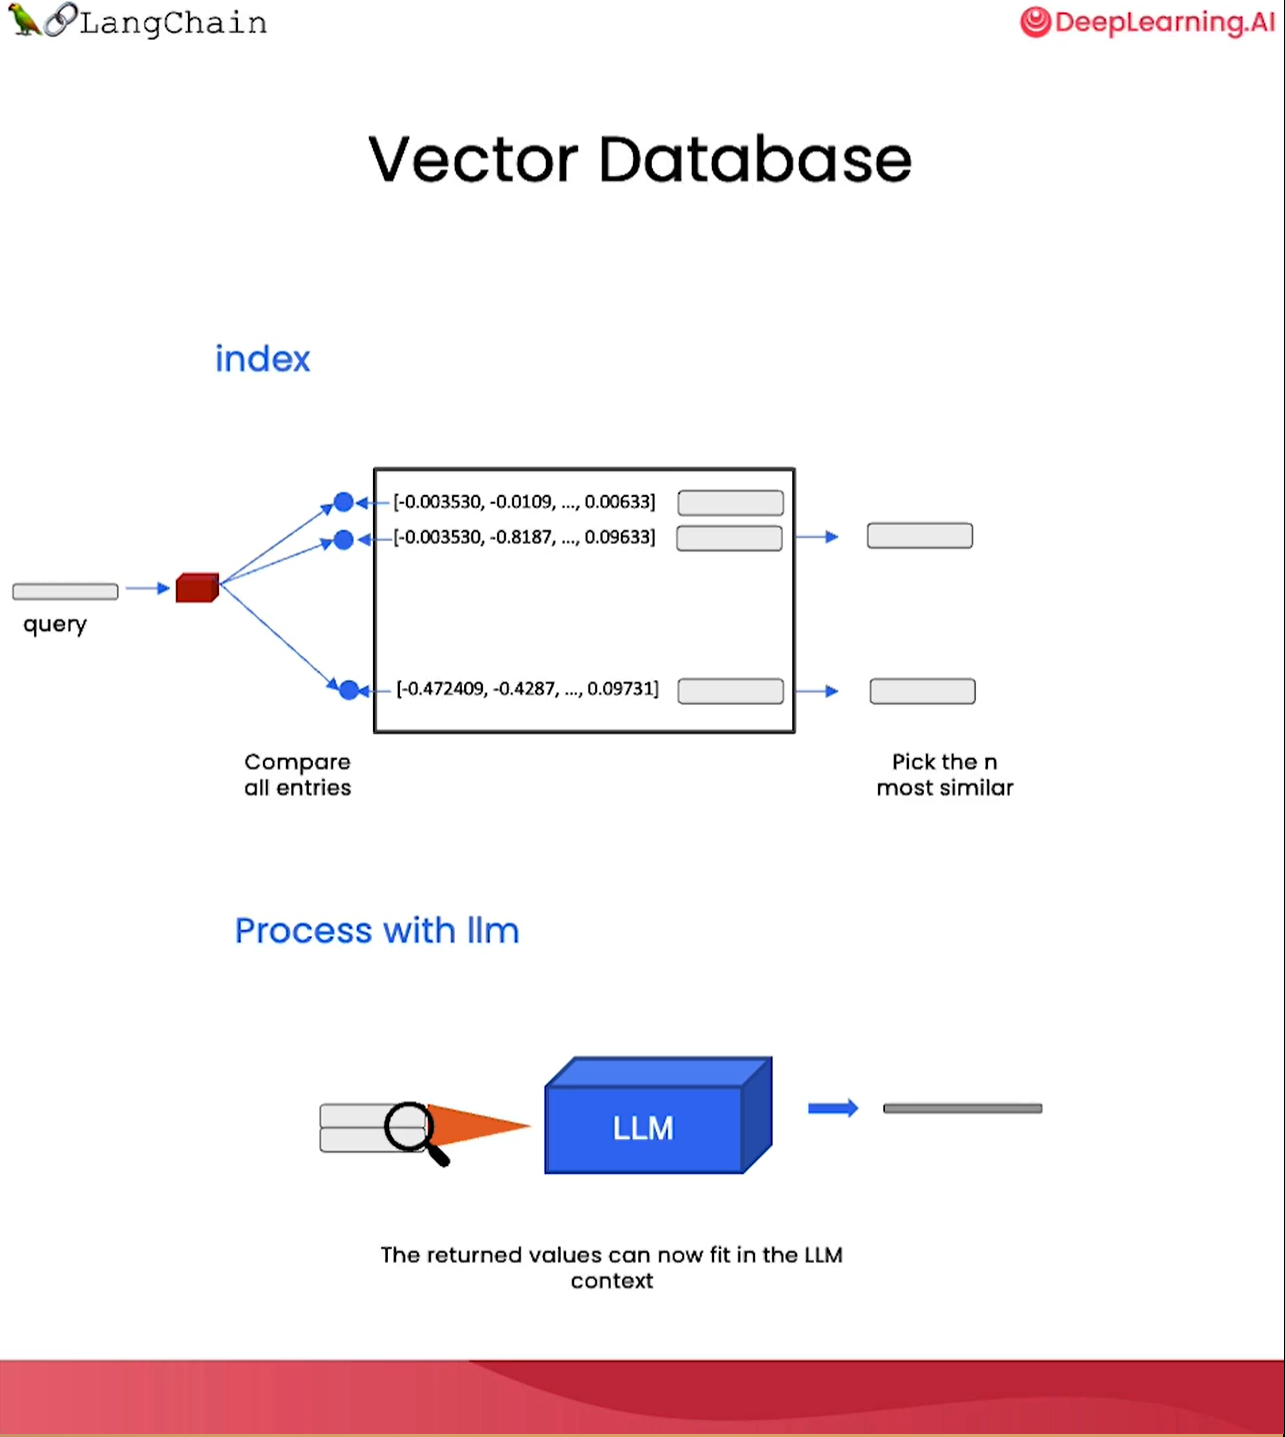 LangChain
DeepLearning.AI
Vector Database
index
[-0.003530, -0.0109, ..., 0.00633]
[-0.003530, -0.8187, ..., 0.09633]
query
[-0.472409, -0.4287, ..., 0.09731]
Compare
all entries
Pick the n
most similar
Process with llm
LLM
The returned values can now fit in the LLM
context